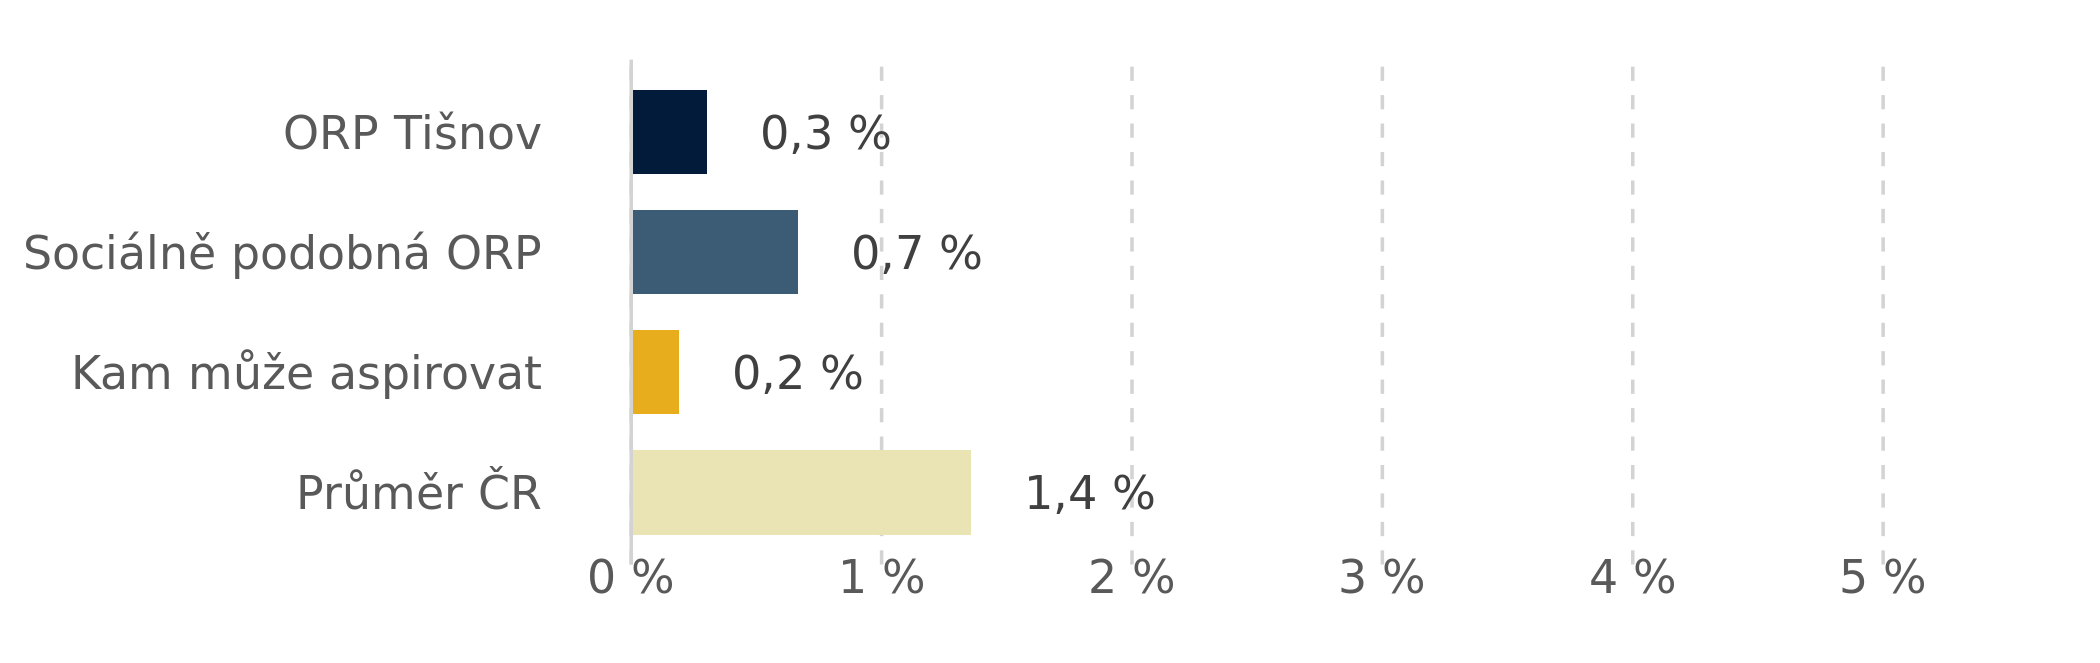 ORP Tišnov 0,3 %
Sociálně podobná ORP 0,7 %
Kam může aspirovat 0,2 %
Průměr ČR 1,4 %
0 % 1 % 2 % 3 % 4 % 5 %